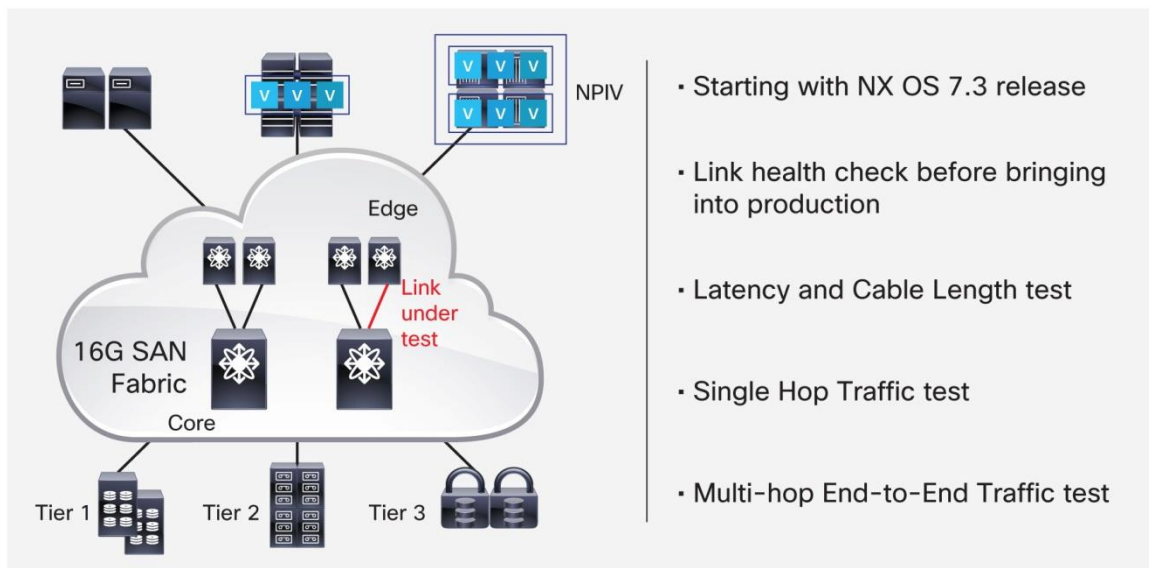 V V V
V V V
V V V
NPIV
Edge
Link
under
test
16G SAN
Fabric
Core
Tier 1
Tier 2
Tier 3
· Starting with NX OS 7.3 release
· Link health check before bringing
into production
· Latency and Cable Length test
· Single Hop Traffic test
· Multi-hop End-to-End Traffic test